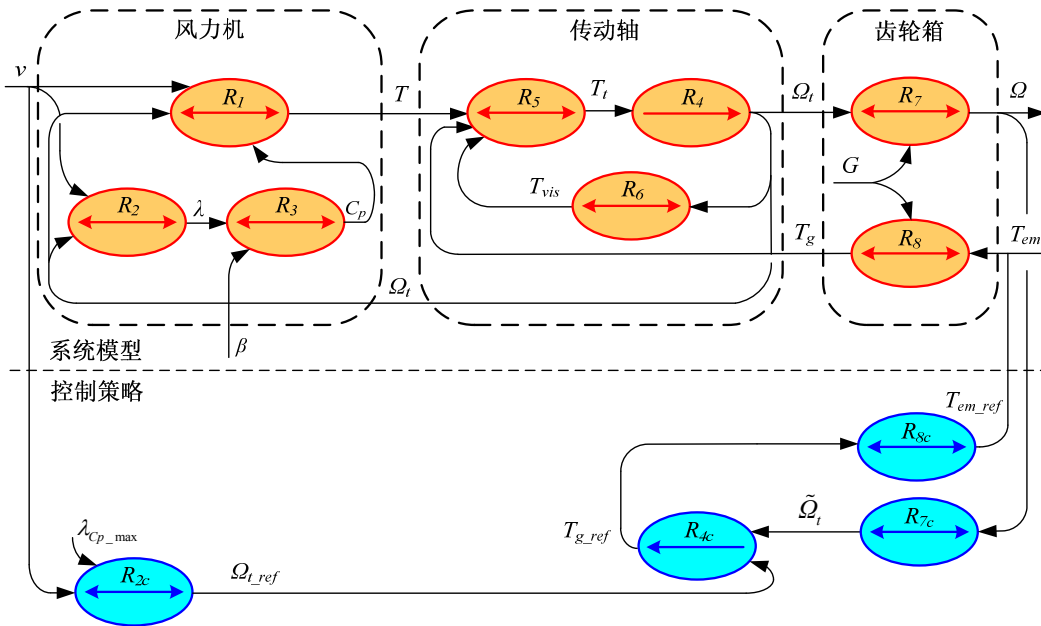 风力机
传动轴
齿轮箱
v
R1
T
R5
Tt
R4
Ωt
R7
Ω
G
R2
λ
R3
Cp
Tvis
R6
Tg
R8
Tem
Ωt
β
系统模型
控制策略
Tem_ref
R8c
λCp_max
Tg_ref
R4c
Ω̃t
R7c
R2c
Ωt_ref